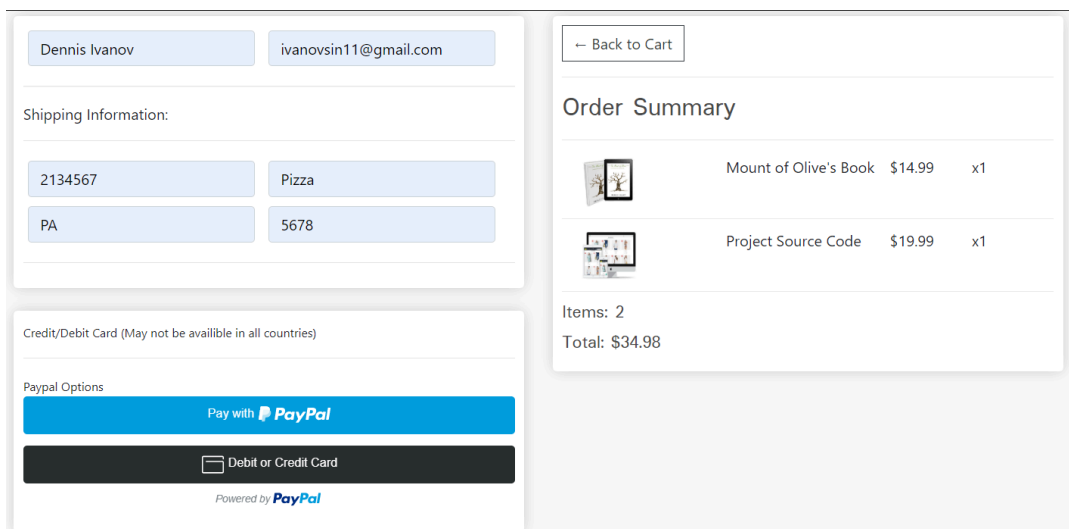 Dennis Ivanov
ivanovsin11@gmail.com
Shipping Information:
2134567
Pizza
PA
5678
Credit/Debit Card (May not be availible in all countries)
Paypal Options
Pay with PayPal
Debit or Credit Card
Powered by PayPal
← Back to Cart
Order Summary
Mount of Olive's Book $14.99 x1
Project Source Code $19.99 x1
Items: 2
Total: $34.98